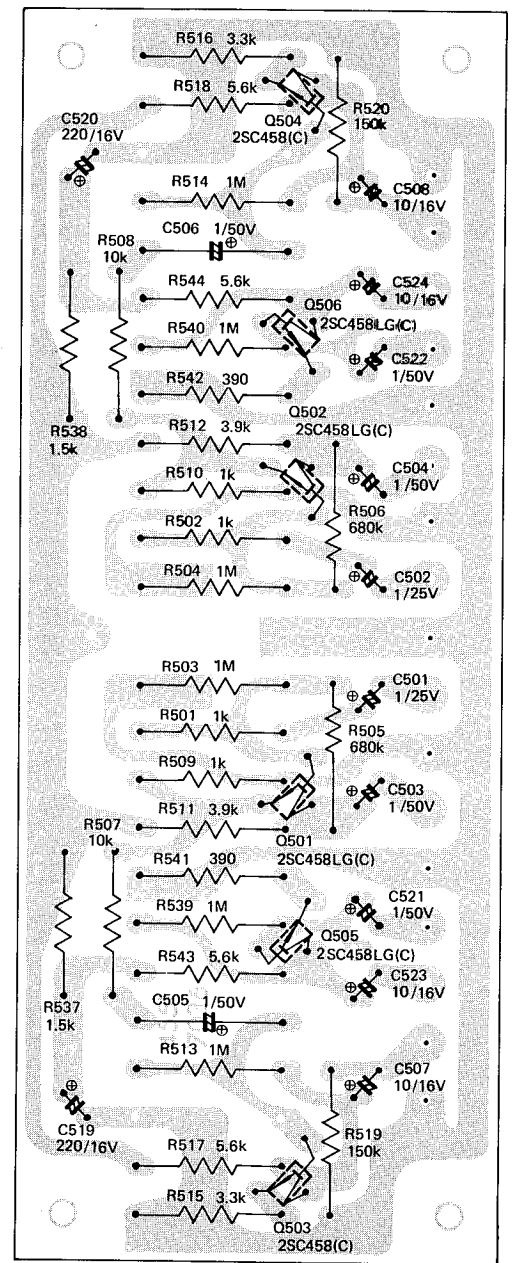 R516 3.3k
R518 5.6k
C520
220/16V
Q504
2SC458(C)
R520
150k
R514 1M
C508
10/16V
C506 1/50V
R508
10k
C524
10/16V
R544 5.6k
Q506
2SC458LG(C)
R540 1M
C522
1/50V
R542 390
Q502
2SC458LG(C)
R538
1.5k
R512 3.9k
C504
1/50V
R510 1k
R506
680k
R502 1k
C502
1/25V
R504 1M
R503 1M
C501
1/25V
R501 1k
R505
680k
R509 1k
C503
1/50V
R511 3.9k
R507
10k
Q501
2SC458LG(C)
R541 390
C521
1/50V
R539 1M
Q505
2SC458LG(C)
R543 5.6k
C523
10/16V
R537
1.5k
C505 1/50V
R513 1M
C507
10/16V
C519
220/16V
R519
150k
R517 5.6k
R515 3.3k
Q503
2SC458(C)